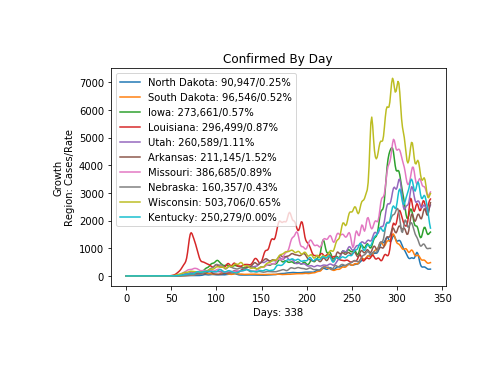 Confirmed By Day
7000
6000
5000
4000
3000
2000
1000
0
Growth
Region: Cases/Rate
North Dakota: 90,947/0.25%
South Dakota: 96,546/0.52%
Iowa: 273,661/0.57%
Louisiana: 296,499/0.87%
Utah: 260,589/1.11%
Arkansas: 211,145/1.52%
Missouri: 386,685/0.89%
Nebraska: 160,357/0.43%
Wisconsin: 503,706/0.65%
Kentucky: 250,279/0.00%
0 50 100 150 200 250 300 350
Days: 338